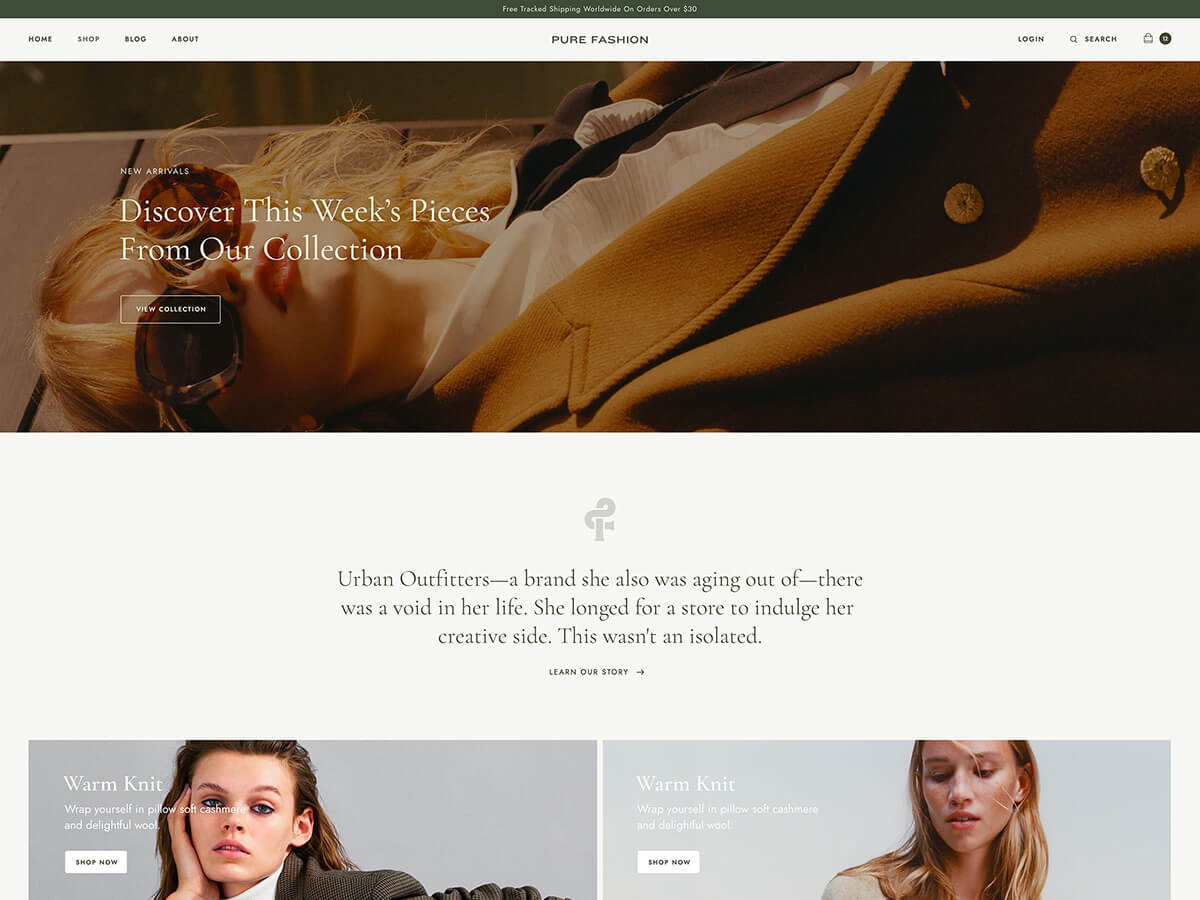 Free Tracked Shipping Worldwide On Orders Over $30
HOME SHOP BLOG ABOUT
PURE FASHION
LOGIN SEARCH 12
NEW ARRIVALS
Discover This Week's Pieces
From Our Collection
VIEW COLLECTION
Urban Outfitters—a brand she also was aging out of—there
was a void in her life. She longed for a store to indulge her
creative side. This wasn't an isolated.
LEARN OUR STORY →
Warm Knit
Wrap yourself in pillow soft cashmere
and delightful wool.
SHOP NOW
Warm Knit
Wrap yourself in pillow soft cashmere
and delightful wool.
SHOP NOW